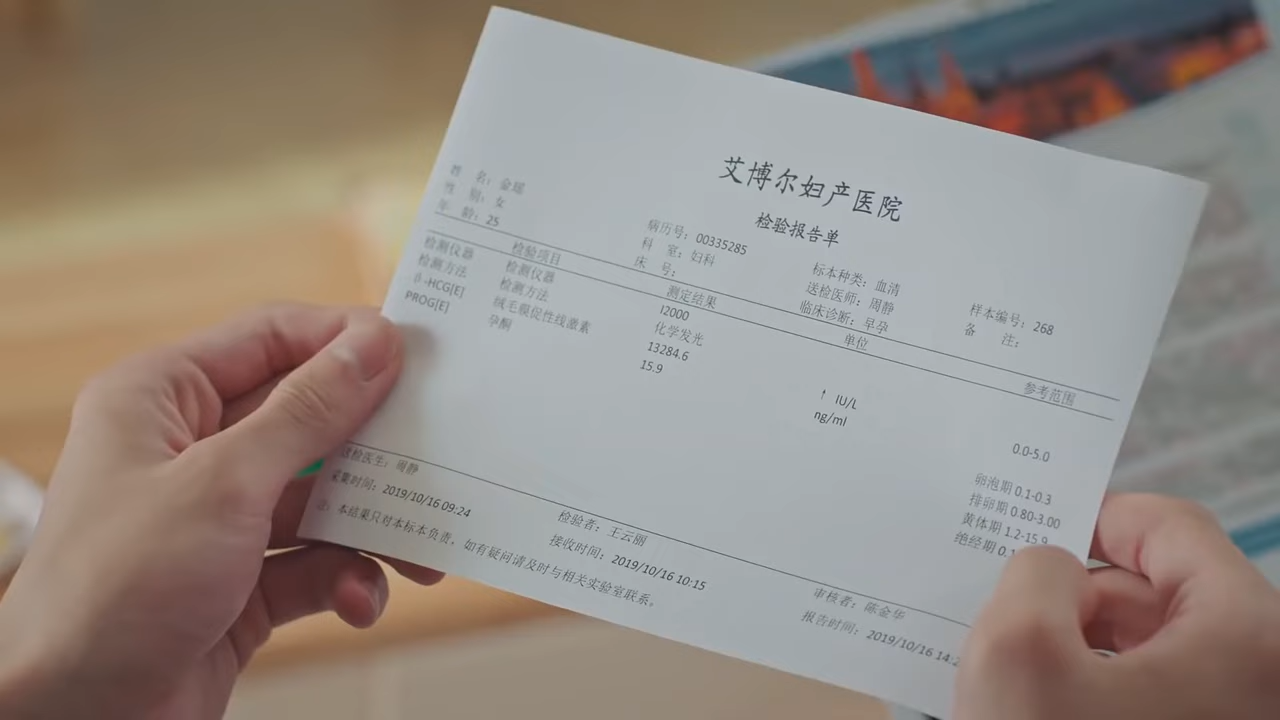 艾博尔妇产医院
检验报告单
姓 名：金瑶 病历号：00335285 标本种类：血清 样本编号：268
性 别：女 科 室：妇科 送检医师：周静 备 注：
年 龄：25 床 号： 临床诊断：早孕
检验项目 测定结果 单位 参考范围
检测仪器 检测仪器 I2000
检测方法 检测方法 化学发光
β-HCG[E] 绒毛膜促性线激素 13284.6 ↑ IU/L 0.0-5.0
PROG[E] 孕酮 15.9 ng/ml 卵泡期 0.1-0.3
排卵期 0.80-3.00
黄体期 1.2-15.9
绝经期 0.1
送检医生：周静 检验者：王云丽 审核者：陈金华
采集时间：2019/10/16 09:24 接收时间：2019/10/16 10:15 报告时间：2019/10/16 14:2
注：本结果只对本标本负责，如有疑问请及时与相关实验室联系。